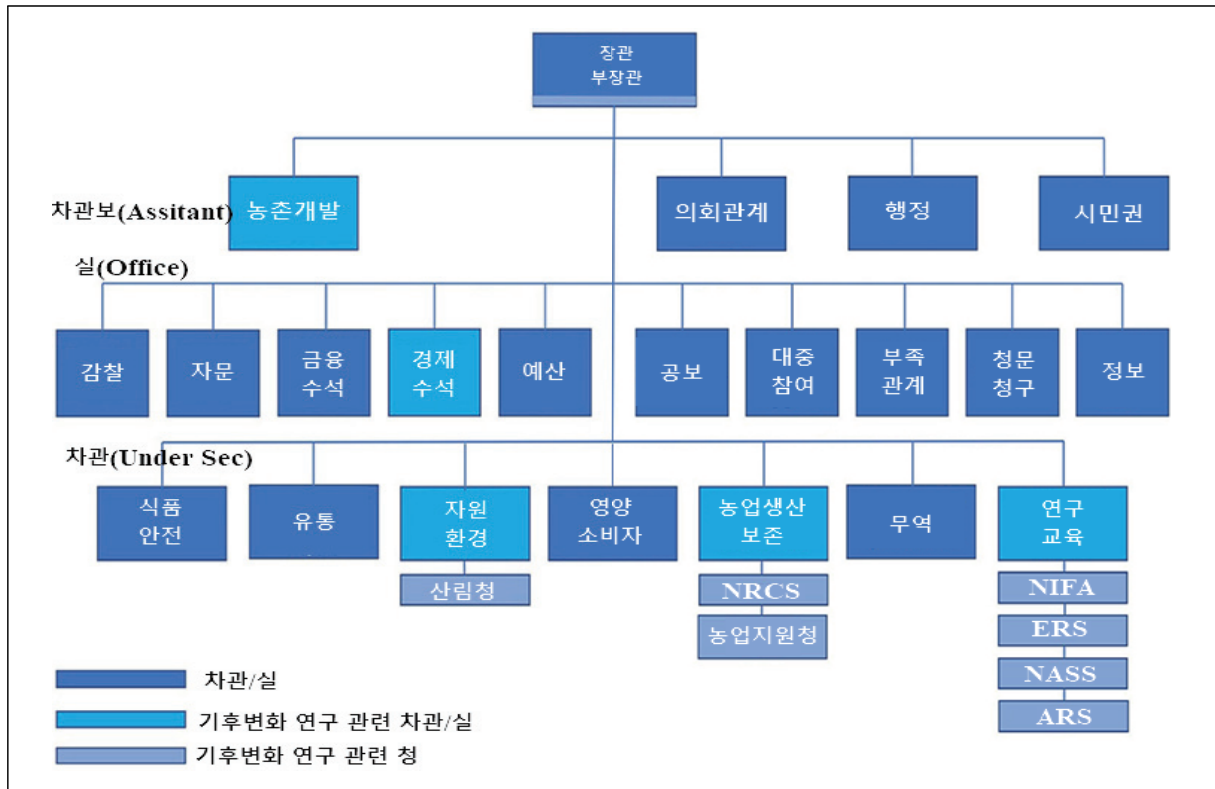 장관
부장관
차관보(Assitant)
농촌개발
의회관계
행정
시민권
실(Office)
감찰
자문
금융
수석
경제
수석
예산
공보
대중
참여
부족
관계
청문
청구
정보
차관(Under Sec)
식품
안전
유통
자원
환경
영양
소비자
농업생산
보존
무역
연구
교육
산림청
NRCS
농업지원청
NIFA
ERS
NASS
ARS
차관/실
기후변화 연구 관련 차관/실
기후변화 연구 관련 청